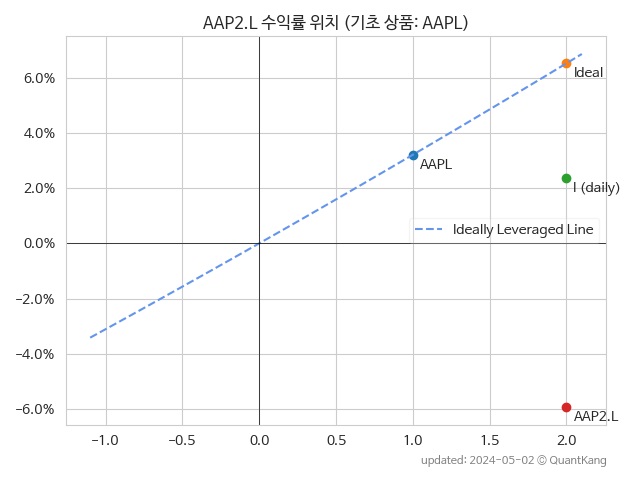 AAP2.L 수익률 위치 (기초 상품: AAPL)
6.0%
4.0%
2.0%
0.0%
−2.0%
−4.0%
−6.0%
Ideal
AAPL
I (daily)
Ideally Leveraged Line
AAP2.L
−1.0 −0.5 0.0 0.5 1.0 1.5 2.0
updated: 2024-05-02 © QuantKang